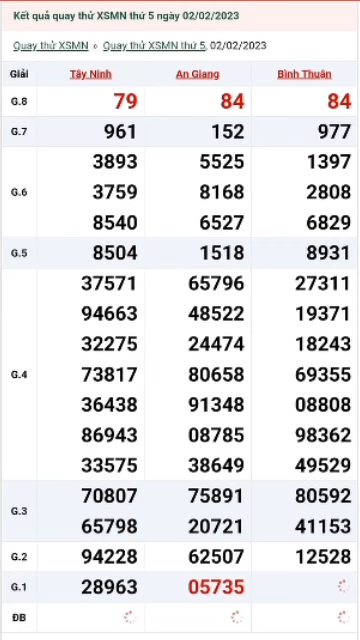 Kết quả quay thử XSMN thứ 5 ngày 02/02/2023
Quay thử XSMN » Quay thử XSMN thứ 5, 02/02/2023
Giải Tây Ninh An Giang Bình Thuận
G.8 79 84 84
G.7 961 152 977
3893 5525 1397
G.6 3759 8168 2808
8540 6527 6829
G.5 8504 1518 8931
37571 65796 27311
94663 48522 19371
32275 24474 18243
G.4 73817 80658 69355
36438 91348 08808
86943 08785 98362
33575 38649 49529
G.3 70807 75891 80592
65798 20721 41153
G.2 94228 62507 12528
G.1 28963 05735
ĐB